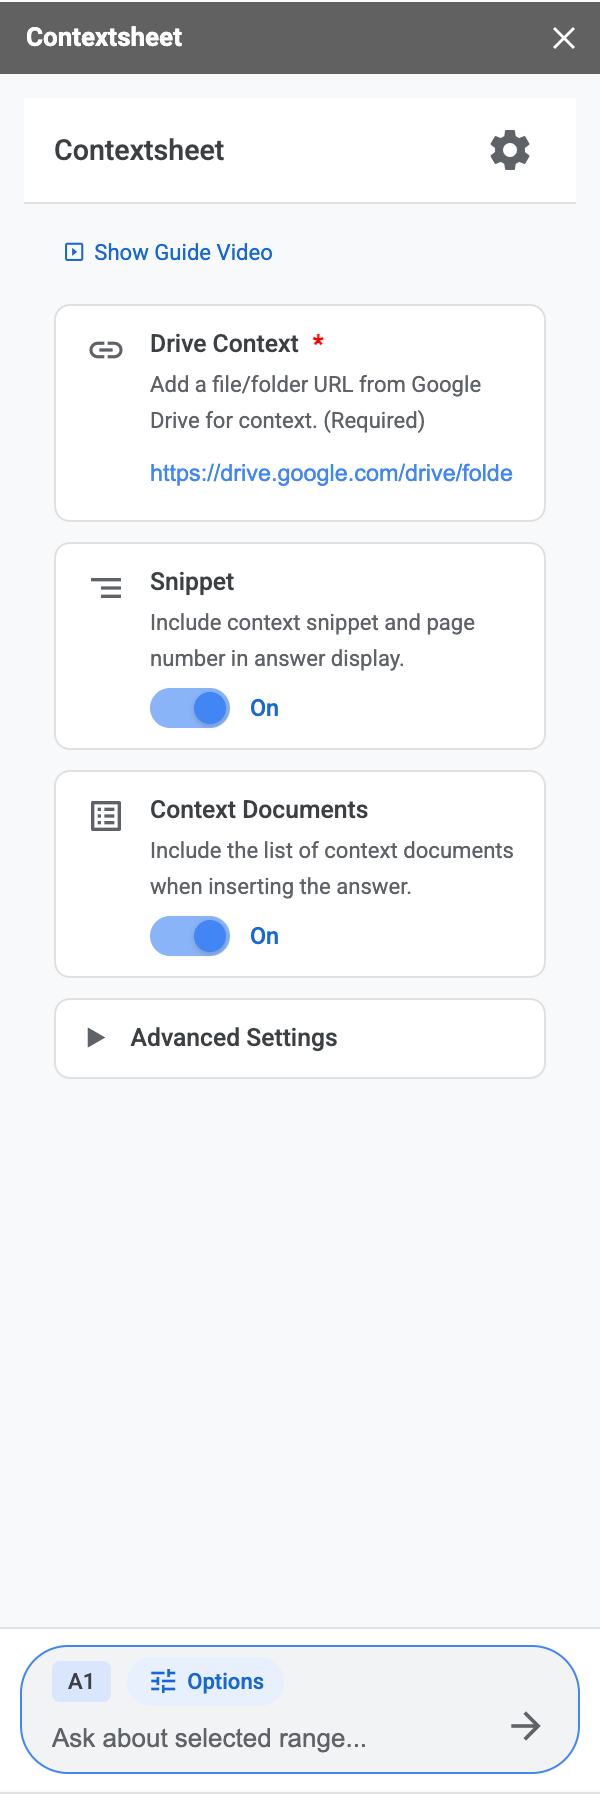 Contextsheet
Contextsheet
Show Guide Video
Drive Context *
Add a file/folder URL from Google
Drive for context. (Required)
https://drive.google.com/drive/folde
Snippet
Include context snippet and page
number in answer display.
On
Context Documents
Include the list of context documents
when inserting the answer.
On
Advanced Settings
A1 Options
Ask about selected range...